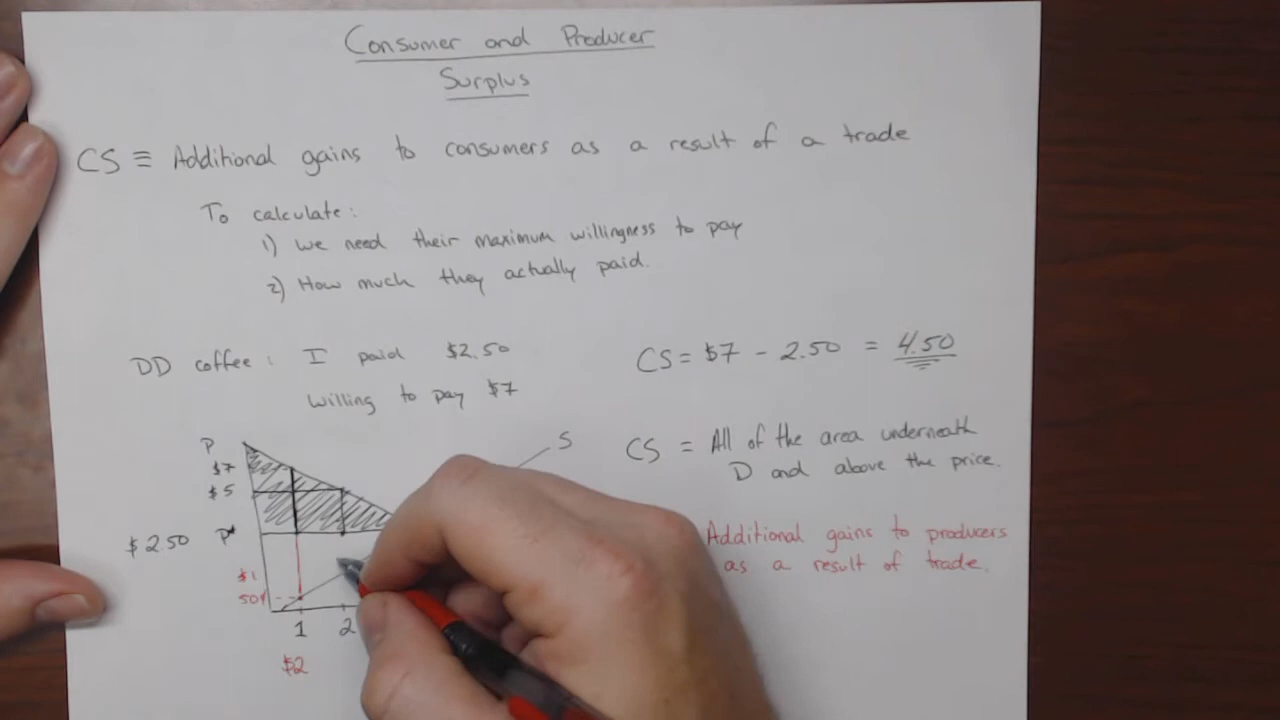 Consumer and Producer
Surplus
CS ≡ Additional gains to consumers as a result of a trade
To calculate:
1) we need their maximum willingness to pay
2) How much they actually paid.
DD coffee: I paid $2.50
willing to pay $7
CS = $7 - 2.50 = 4.50
P
$7
$5
$2.50 P*
$1
50¢
1 2
$2
S
CS = All of the area underneath
D and above the price.
Additional gains to producers
as a result of trade.